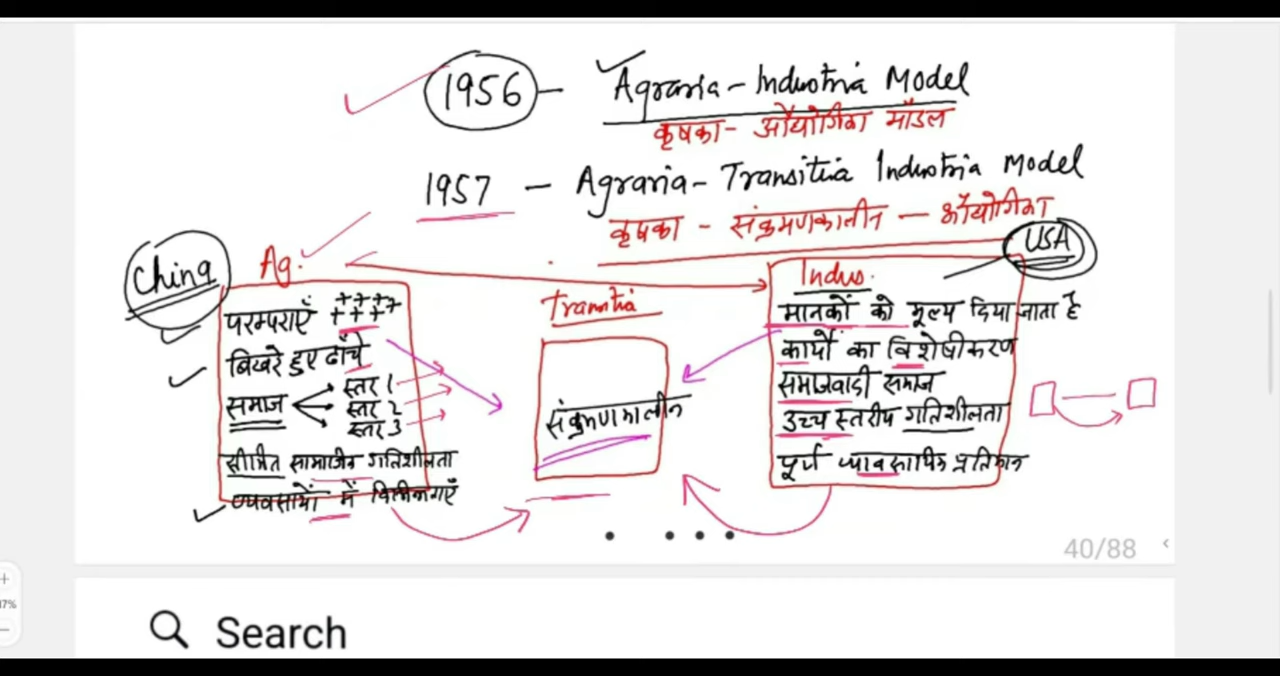 1956 - Agraria - Industria Model
कृषका - औद्योगिका मॉडल
1957 - Agraria - Transitia Industria Model
कृषका - संक्रमणकालीन - औद्योगिका
China
Ag.
परम्पराएँ ++++ ++++
बिखरे हुए ढाँचे
समाज
स्तर 1
स्तर 2
स्तर 3
सीमित सामाजिक गतिशीलता
व्यवसायों में
Transitia
संक्रमणकालीन
USA
Indus.
मानकों को मूल्य दिया जाता है
कार्यों का विशेषीकरण
समाजवादी समाज
उच्च स्तरीय गतिशीलता
पूर्ण व्यावसायिक प्रतिमान
40/88
17%
Search